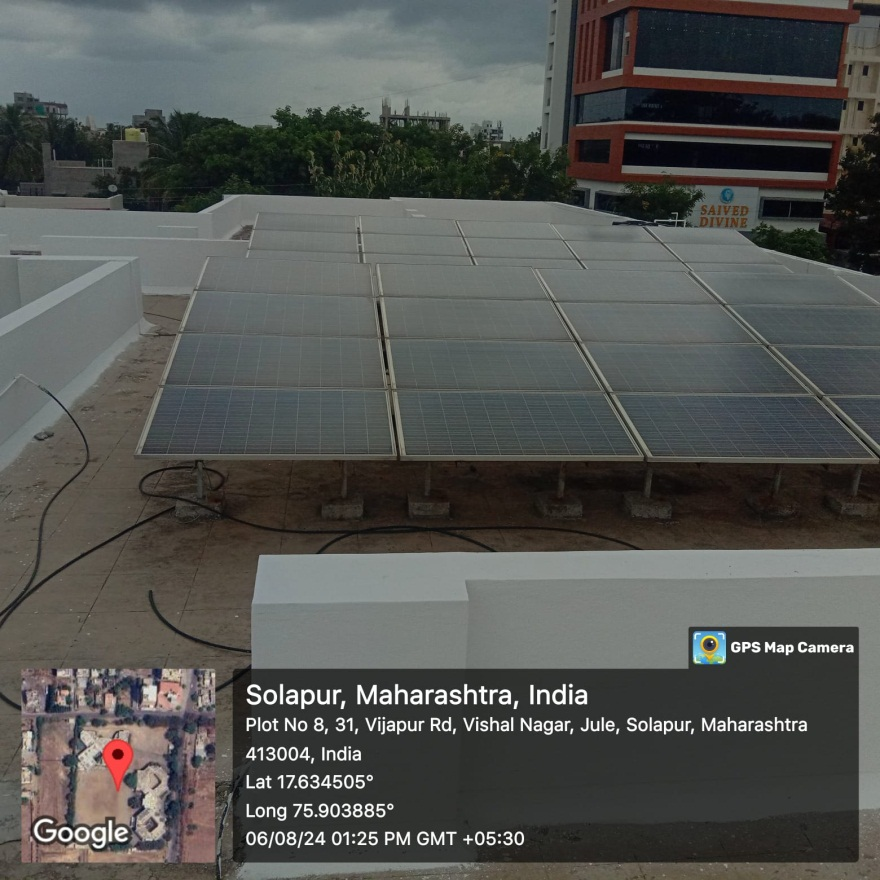 SAIVED
DIVINE
GPS Map Camera
Solapur, Maharashtra, India
Plot No 8, 31, Vijapur Rd, Vishal Nagar, Jule, Solapur, Maharashtra
413004, India
Lat 17.634505°
Long 75.903885°
06/08/24 01:25 PM GMT +05:30
Google